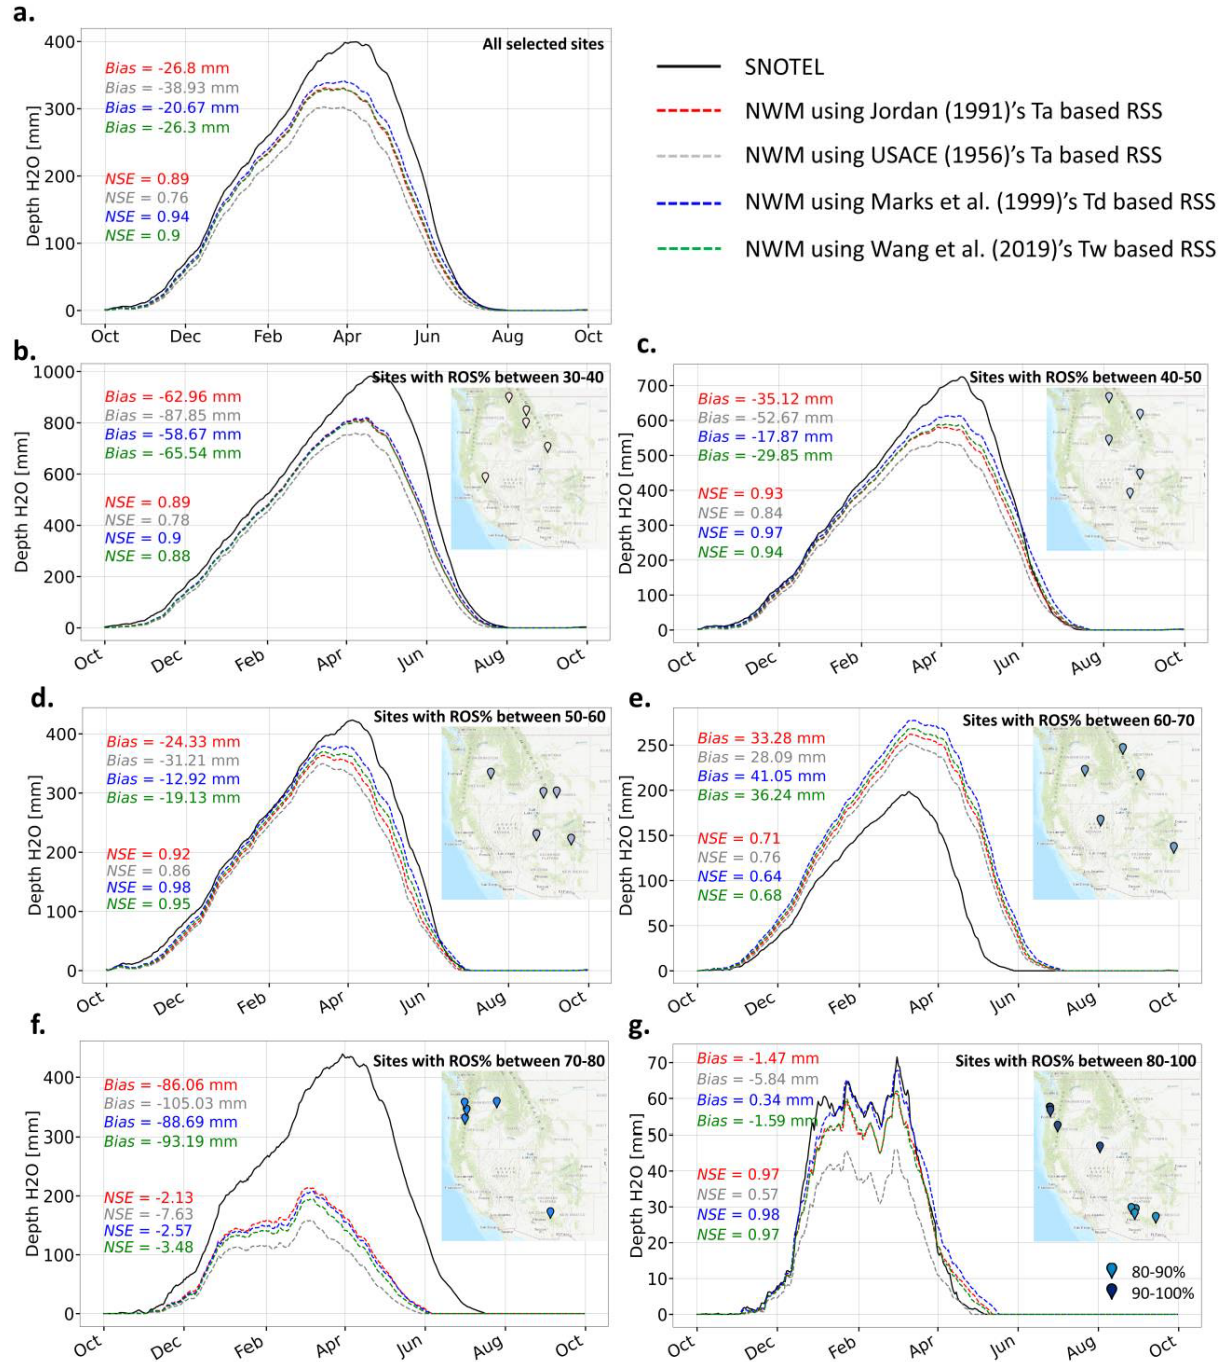 a.
All selected sites
Depth H2O [mm]
400
300
200
100
0
Bias = -26.8 mm
Bias = -38.93 mm
Bias = -20.67 mm
Bias = -26.3 mm
NSE = 0.89
NSE = 0.76
NSE = 0.94
NSE = 0.9
Oct Dec Feb Apr Jun Aug Oct
SNOTEL
NWM using Jordan (1991)'s Ta based RSS
NWM using USACE (1956)'s Ta based RSS
NWM using Marks et al. (1999)'s Td based RSS
NWM using Wang et al. (2019)'s Tw based RSS
b.
Sites with ROS% between 30-40
Depth H2O [mm]
1000
800
600
400
200
0
Bias = -62.96 mm
Bias = -87.85 mm
Bias = -58.67 mm
Bias = -65.54 mm
NSE = 0.89
NSE = 0.78
NSE = 0.9
NSE = 0.88
Oct Dec Feb Apr Jun Aug Oct
c.
Sites with ROS% between 40-50
Depth H2O [mm]
700
600
500
400
300
200
100
0
Bias = -35.12 mm
Bias = -52.67 mm
Bias = -17.87 mm
Bias = -29.85 mm
NSE = 0.93
NSE = 0.84
NSE = 0.97
NSE = 0.94
Oct Dec Feb Apr Jun Aug Oct
d.
Sites with ROS% between 50-60
Depth H2O [mm]
400
300
200
100
0
Bias = -24.33 mm
Bias = -31.21 mm
Bias = -12.92 mm
Bias = -19.13 mm
NSE = 0.92
NSE = 0.86
NSE = 0.98
NSE = 0.95
Oct Dec Feb Apr Jun Aug Oct
e.
Sites with ROS% between 60-70
Depth H2O [mm]
250
200
150
100
50
0
Bias = 33.28 mm
Bias = 28.09 mm
Bias = 41.05 mm
Bias = 36.24 mm
NSE = 0.71
NSE = 0.76
NSE = 0.64
NSE = 0.68
Oct Dec Feb Apr Jun Aug Oct
f.
Sites with ROS% between 70-80
Depth H2O [mm]
400
300
200
100
0
Bias = -86.06 mm
Bias = -105.03 mm
Bias = -88.69 mm
Bias = -93.19 mm
NSE = -2.13
NSE = -7.63
NSE = -2.57
NSE = -3.48
Oct Dec Feb Apr Jun Aug Oct
g.
Sites with ROS% between 80-100
Depth H2O [mm]
70
60
50
40
30
20
10
0
Bias = -1.47 mm
Bias = -5.84 mm
Bias = 0.34 mm
Bias = -1.59 mm
NSE = 0.97
NSE = 0.57
NSE = 0.98
NSE = 0.97
80-90%
90-100%
Oct Dec Feb Apr Jun Aug Oct